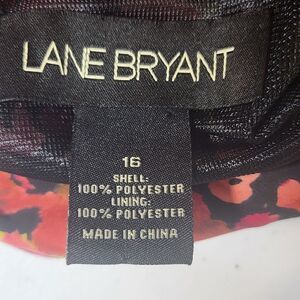 LANE BRYANT
16
SHELL:
100% POLYESTER
LINING:
100% POLYESTER
MADE IN CHINA